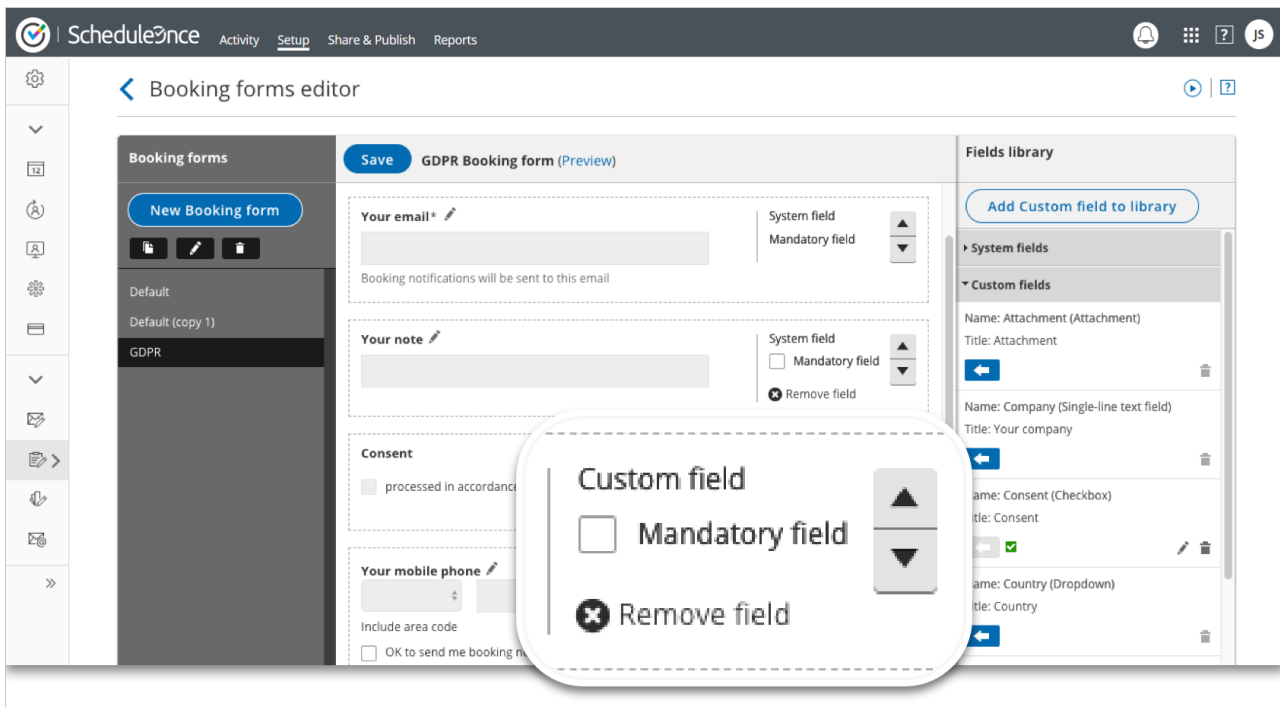 ScheduleOnce Activity Setup Share & Publish Reports JS
Booking forms editor
Booking forms
Save GDPR Booking form (Preview)
Fields library
New Booking form
Add Custom field to library
Default
Default (copy 1)
GDPR
Your email*
System field
Mandatory field
Booking notifications will be sent to this email
Your note
System field
Mandatory field
Remove field
Consent
processed in accordance
Your mobile phone
Include area code
OK to send me booking
Custom field
Mandatory field
Remove field
System fields
Custom fields
Name: Attachment (Attachment)
Title: Attachment
Name: Company (Single-line text field)
Title: Your company
ame: Consent (Checkbox)
itle: Consent
ame: Country (Dropdown)
itle: Country
12